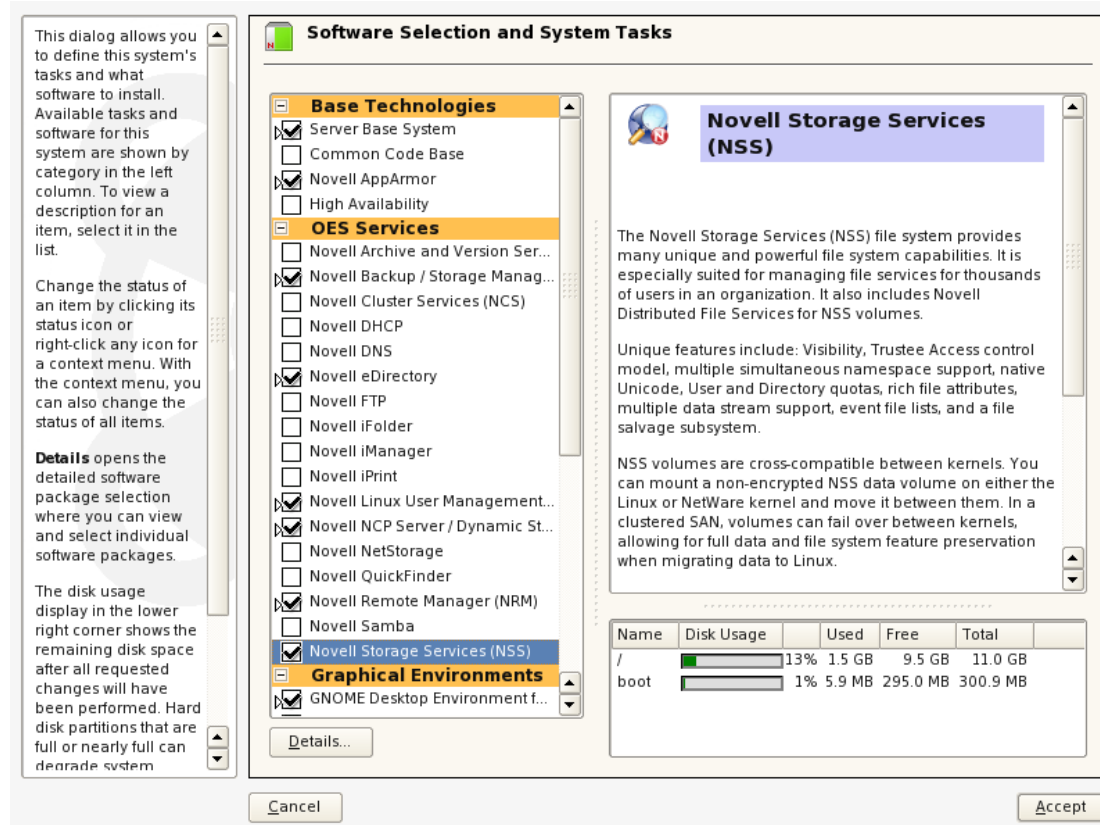 This dialog allows you
to define this system's
tasks and what
software to install.
Available tasks and
software for this
system are shown by
category in the left
column. To view a
description for an
item, select it in the
list.
Change the status of
an item by clicking its
status icon or
right-click any icon for
a context menu. With
the context menu, you
can also change the
status of all items.
Details opens the
detailed software
package selection
where you can view
and select individual
software packages.
The disk usage
display in the lower
right corner shows the
remaining disk space
after all requested
changes will have
been performed. Hard
disk partitions that are
full or nearly full can
degrade system
Software Selection and System Tasks
Base Technologies
Server Base System
Common Code Base
Novell AppArmor
High Availability
OES Services
Novell Archive and Version Ser...
Novell Backup / Storage Manag...
Novell Cluster Services (NCS)
Novell DHCP
Novell DNS
Novell eDirectory
Novell FTP
Novell iFolder
Novell iManager
Novell iPrint
Novell Linux User Management...
Novell NCP Server / Dynamic St...
Novell NetStorage
Novell QuickFinder
Novell Remote Manager (NRM)
Novell Samba
Novell Storage Services (NSS)
Graphical Environments
GNOME Desktop Environment f...
Details...
Novell Storage Services
(NSS)
The Novell Storage Services (NSS) file system provides
many unique and powerful file system capabilities. It is
especially suited for managing file services for thousands
of users in an organization. It also includes Novell
Distributed File Services for NSS volumes.
Unique features include: Visibility, Trustee Access control
model, multiple simultaneous namespace support, native
Unicode, User and Directory quotas, rich file attributes,
multiple data stream support, event file lists, and a file
salvage subsystem.
NSS volumes are cross-compatible between kernels. You
can mount a non-encrypted NSS data volume on either the
Linux or NetWare kernel and move it between them. In a
clustered SAN, volumes can fail over between kernels,
allowing for full data and file system feature preservation
when migrating data to Linux.
Name Disk Usage Used Free Total
/ 13% 1.5 GB 9.5 GB 11.0 GB
boot 1% 5.9 MB 295.0 MB 300.9 MB
Cancel
Accept